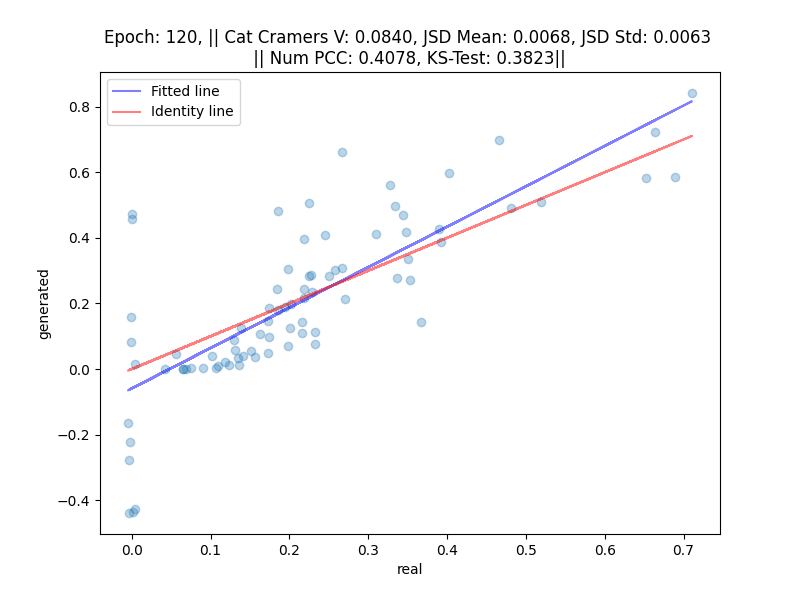 Epoch: 120, || Cat Cramers V: 0.0840, JSD Mean: 0.0068, JSD Std: 0.0063
|| Num PCC: 0.4078, KS-Test: 0.3823||
Fitted line
Identity line
0.8
0.6
0.4
0.2
0.0
−0.2
−0.4
generated
0.0 0.1 0.2 0.3 0.4 0.5 0.6 0.7
real